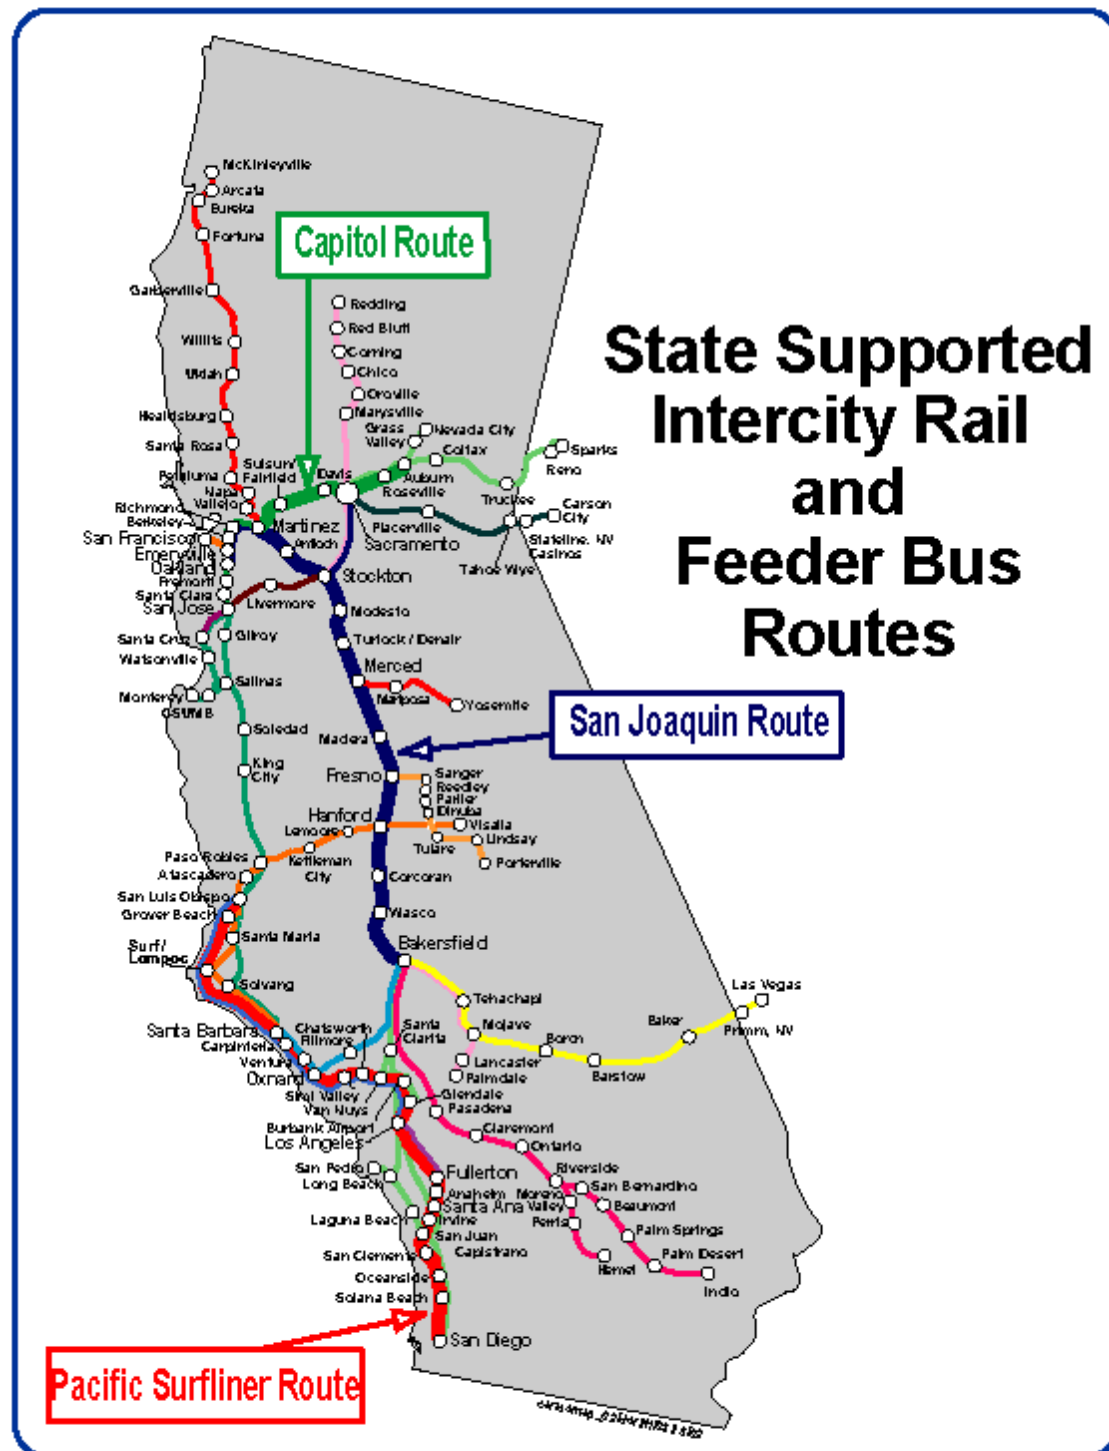 State Supported
Intercity Rail
and
Feeder Bus
Routes
Capitol Route
San Joaquin Route
Pacific Surfliner Route
McKinleyville
Arcata
Eureka
Fortuna
Garberville
Willits
Ukiah
Healdsburg
Santa Rosa
Petaluma
Napa
Vallejo
Suisun/
Fairfield
Davis
Redding
Red Bluff
Corning
Chico
Oroville
Marysville
Grass
Valley
Nevada City
Colfax
Auburn
Roseville
Truckee
Sparks
Reno
Carson
City
Placerville
Stateline, NV
Casinos
Tahoe Wye
Sacramento
Richmond
Berkeley
San Francisco
Emeryville
Oakland
Fremont
Santa Clara
San Jose
Martinez
Antioch
Stockton
Livermore
Modesto
Turlock / Denair
Merced
Mariposa
Yosemite
Santa Cruz
Gilroy
Watsonville
Salinas
Monterey
CSUMB
Soledad
King
City
Madera
Fresno
Sanger
Reedley
Parlier
Dinuba
Hanford
Visalia
Lemoore
Tulare
Lindsay
Porterville
Kettleman
City
Paso Robles
Atascadero
Corcoran
San Luis Obispo
Grover Beach
Wasco
Santa Maria
Surf/
Lompoc
Bakersfield
Solvang
Tehachapi
Las Vegas
Santa Barbara
Carpinteria
Ventura
Chatsworth
Fillmore
Santa
Clarita
Mojave
Boron
Baker
Primm, NV
Lancaster
Palmdale
Barstow
Oxnard
Simi Valley
Van Nuys
Burbank Airport
Glendale
Los Angeles
Pasadena
Claremont
Ontario
San Pedro
Long Beach
Fullerton
Anaheim
Santa Ana
Riverside
San Bernardino
Moreno
Valley
Beaumont
Laguna Beach
Irvine
Perris
San Juan
Capistrano
Palm Springs
San Clemente
Palm Desert
Hemet
Oceanside
Indio
Solana Beach
San Diego